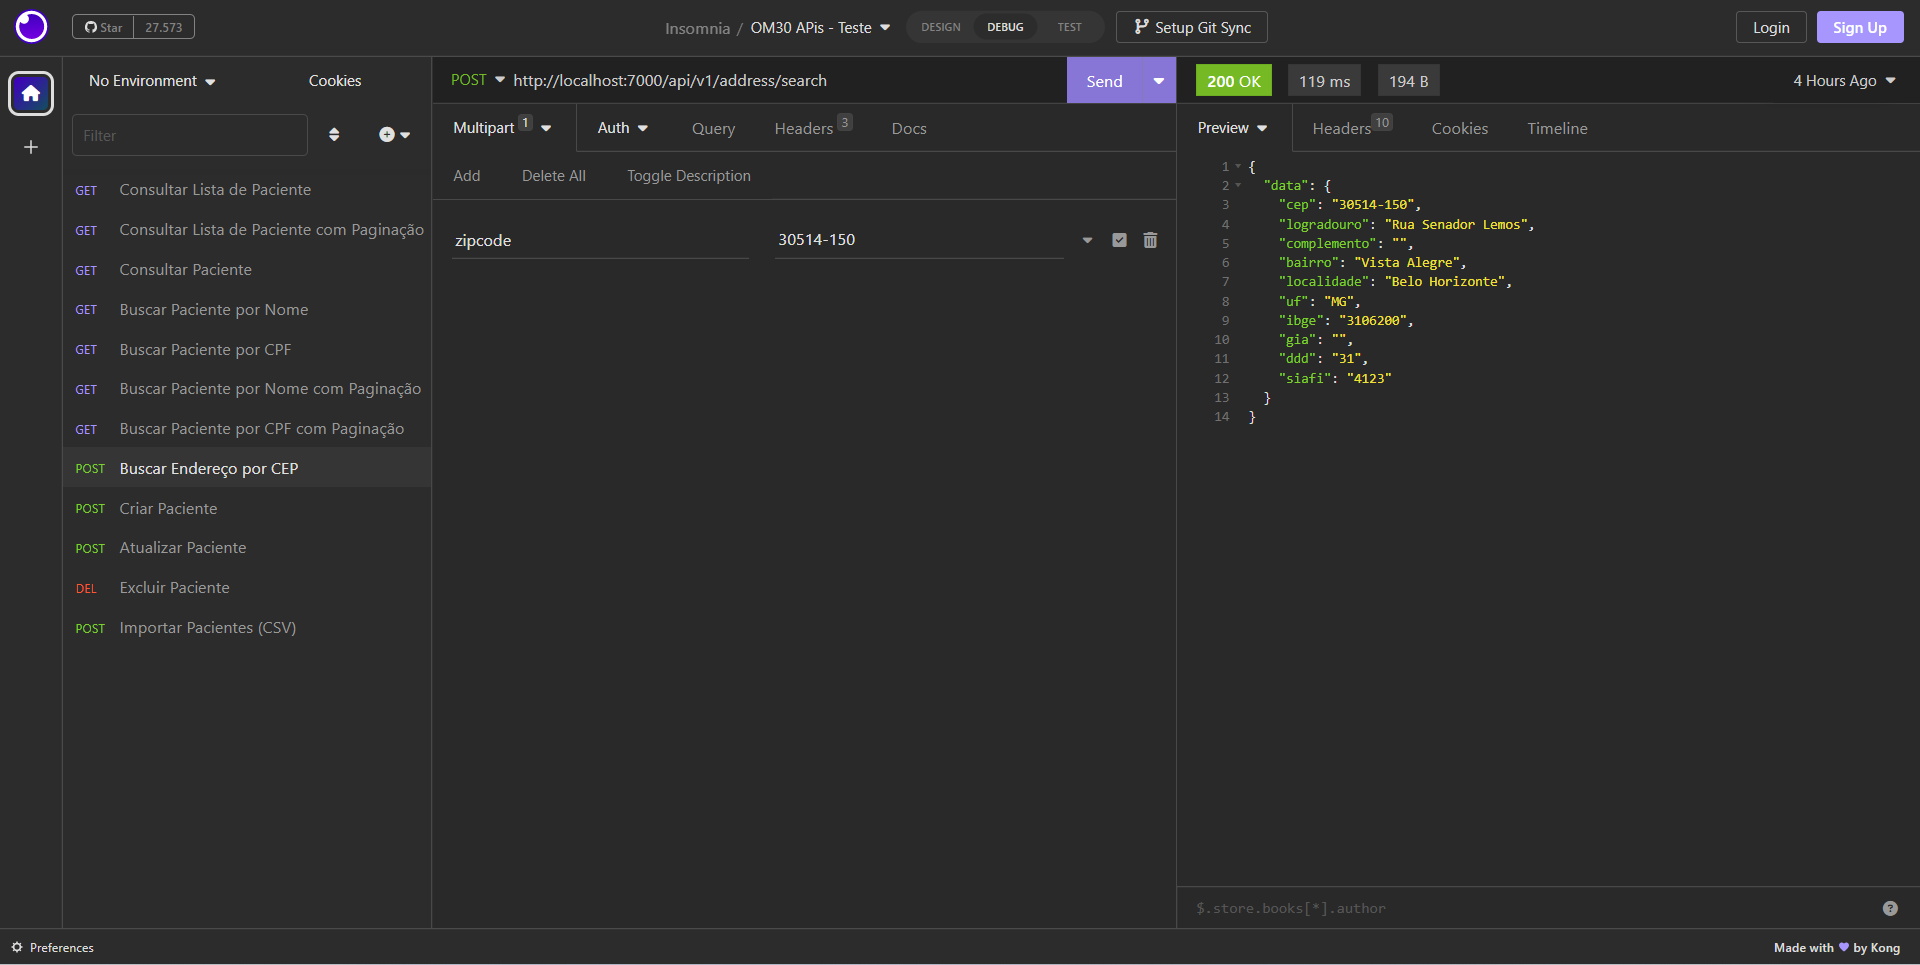 Star 27.573
Insomnia / OM30 APis - Teste
DESIGN DEBUG TEST
Setup Git Sync
Login
Sign Up
No Environment
Cookies
Filter
GET Consultar Lista de Paciente
GET Consultar Lista de Paciente com Paginação
GET Consultar Paciente
GET Buscar Paciente por Nome
GET Buscar Paciente por CPF
GET Buscar Paciente por Nome com Paginação
GET Buscar Paciente por CPF com Paginação
POST Buscar Endereço por CEP
POST Criar Paciente
POST Atualizar Paciente
DEL Excluir Paciente
POST Importar Pacientes (CSV)
POST http://localhost:7000/api/v1/address/search
Send
Multipart 1 Auth Query Headers 3 Docs
Add Delete All Toggle Description
zipcode 30514-150
200 OK 119 ms 194 B
4 Hours Ago
Preview Headers 10 Cookies Timeline
1 {
2 "data": {
3 "cep": "30514-150",
4 "logradouro": "Rua Senador Lemos",
5 "complemento": "",
6 "bairro": "Vista Alegre",
7 "localidade": "Belo Horizonte",
8 "uf": "MG",
9 "ibge": "3106200",
10 "gia": "",
11 "ddd": "31",
12 "siafi": "4123"
13 }
14 }
$.store.books[*].author
?
Preferences
Made with by Kong